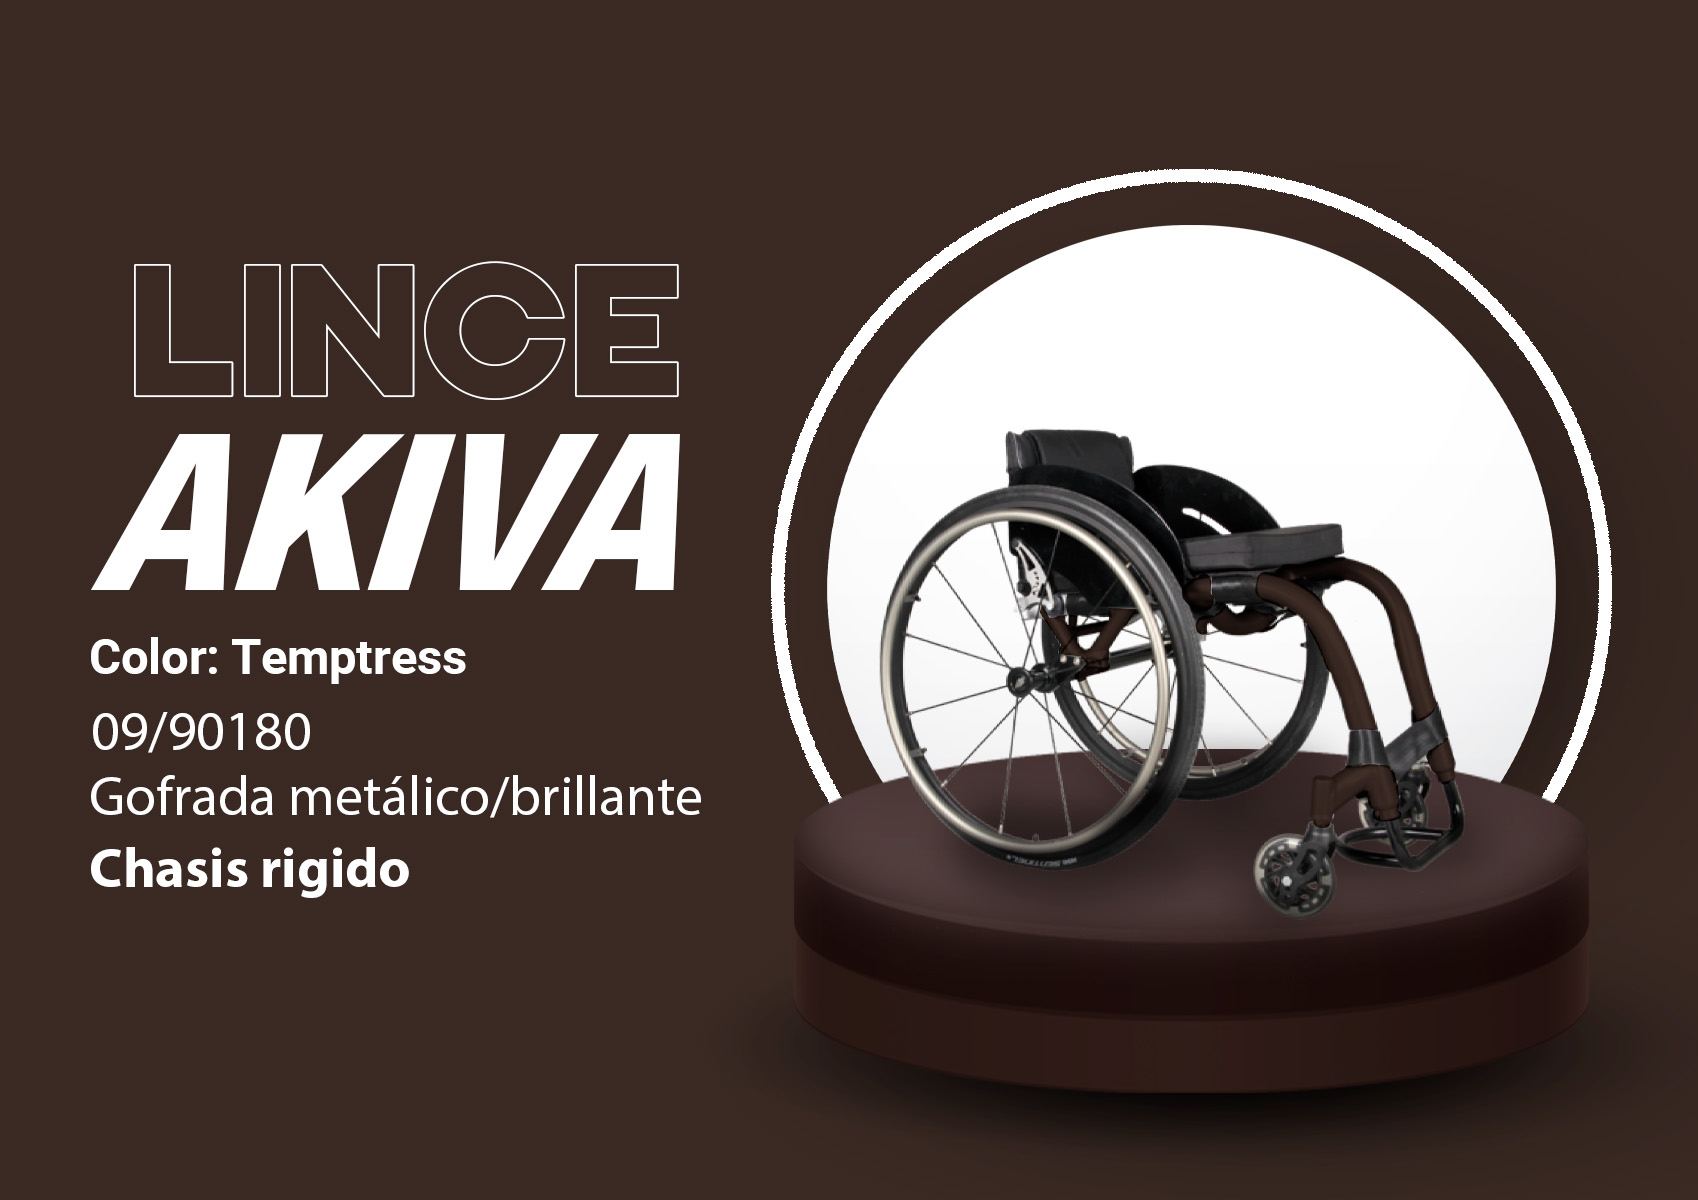 LINCE
AKIVA
Color: Temptress
09/90180
Gofrada metálico/brillante
Chasis rigido